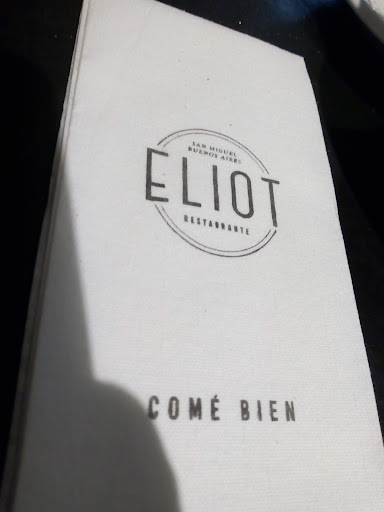 SAN MIGUEL
BUENOS AIRES
ELIOT
RESTAURANTE
COMÉ BIEN